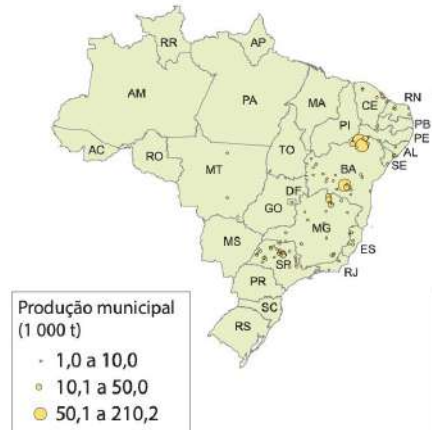 RR
AP
AM
PA
MA
CE
RN
PB
PE
AL
SE
PI
AC
RO
TO
BA
MT
DF
GO
MG
ES
MS
SP
RJ
PR
SC
RS
Produção municipal
(1 000 t)
1,0 a 10,0
10,1 a 50,0
50,1 a 210,2